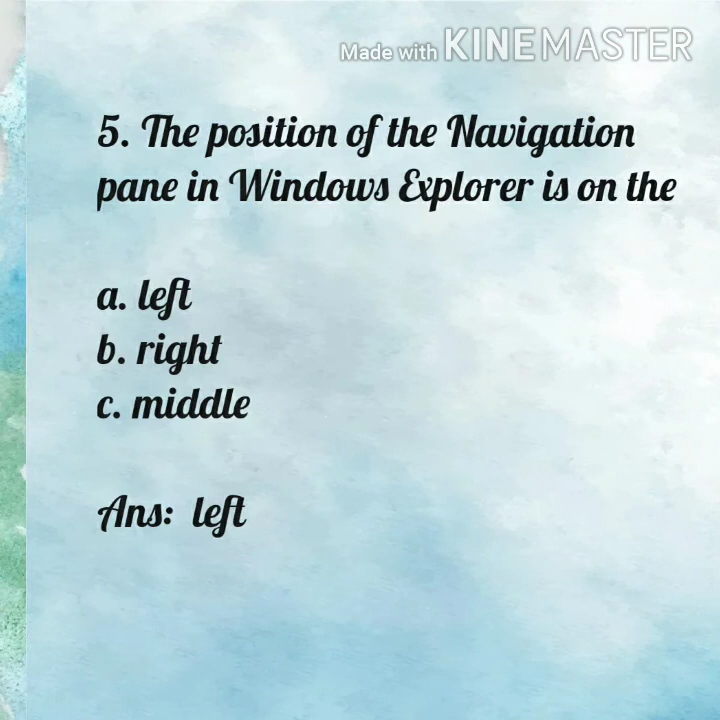 Made with KINEMASTER
5. The position of the Navigation
pane in Windows Explorer is on the
a. left
b. right
c. middle
Ans: left